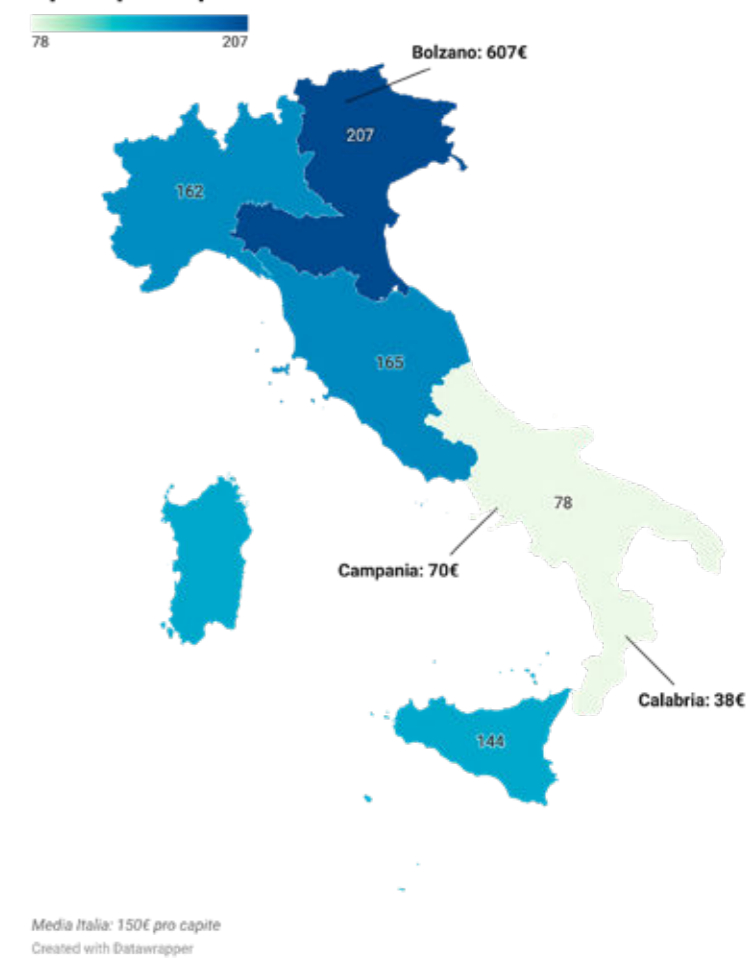 78 207
Bolzano: 607€
207
162
165
78
Campania: 70€
Calabria: 38€
144
Media Italia: 150€ pro capite
Created with Datawrapper